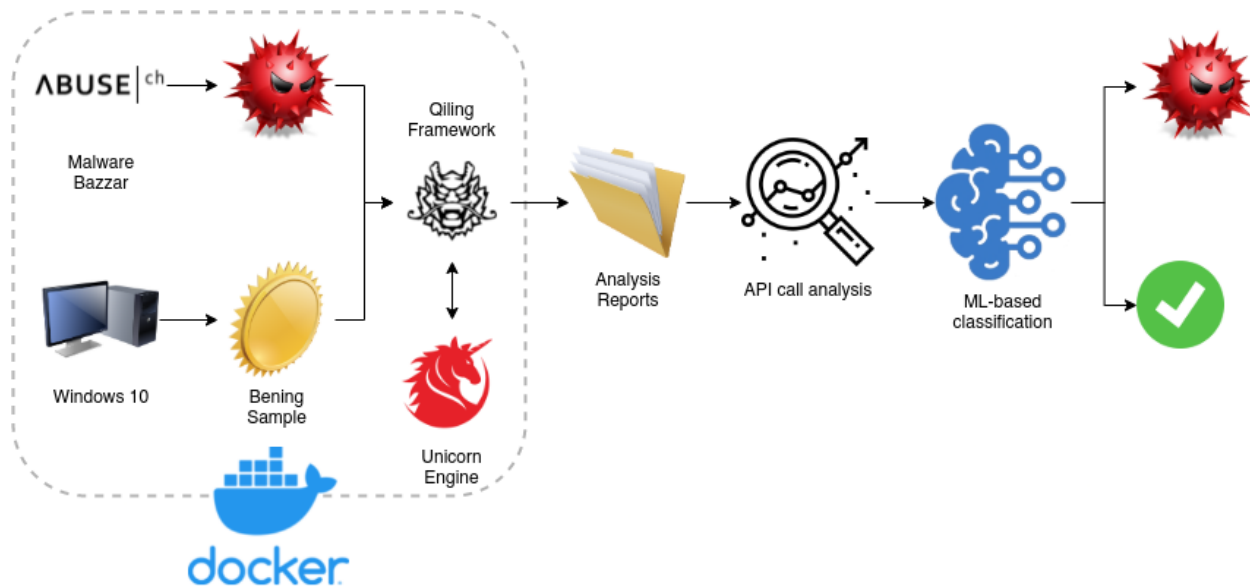 ABUSE|ch
Malware
Bazzar
Windows 10
Bening
Sample
Qiling
Framework
Unicorn
Engine
docker
Analysis
Reports
API call analysis
ML-based
classification